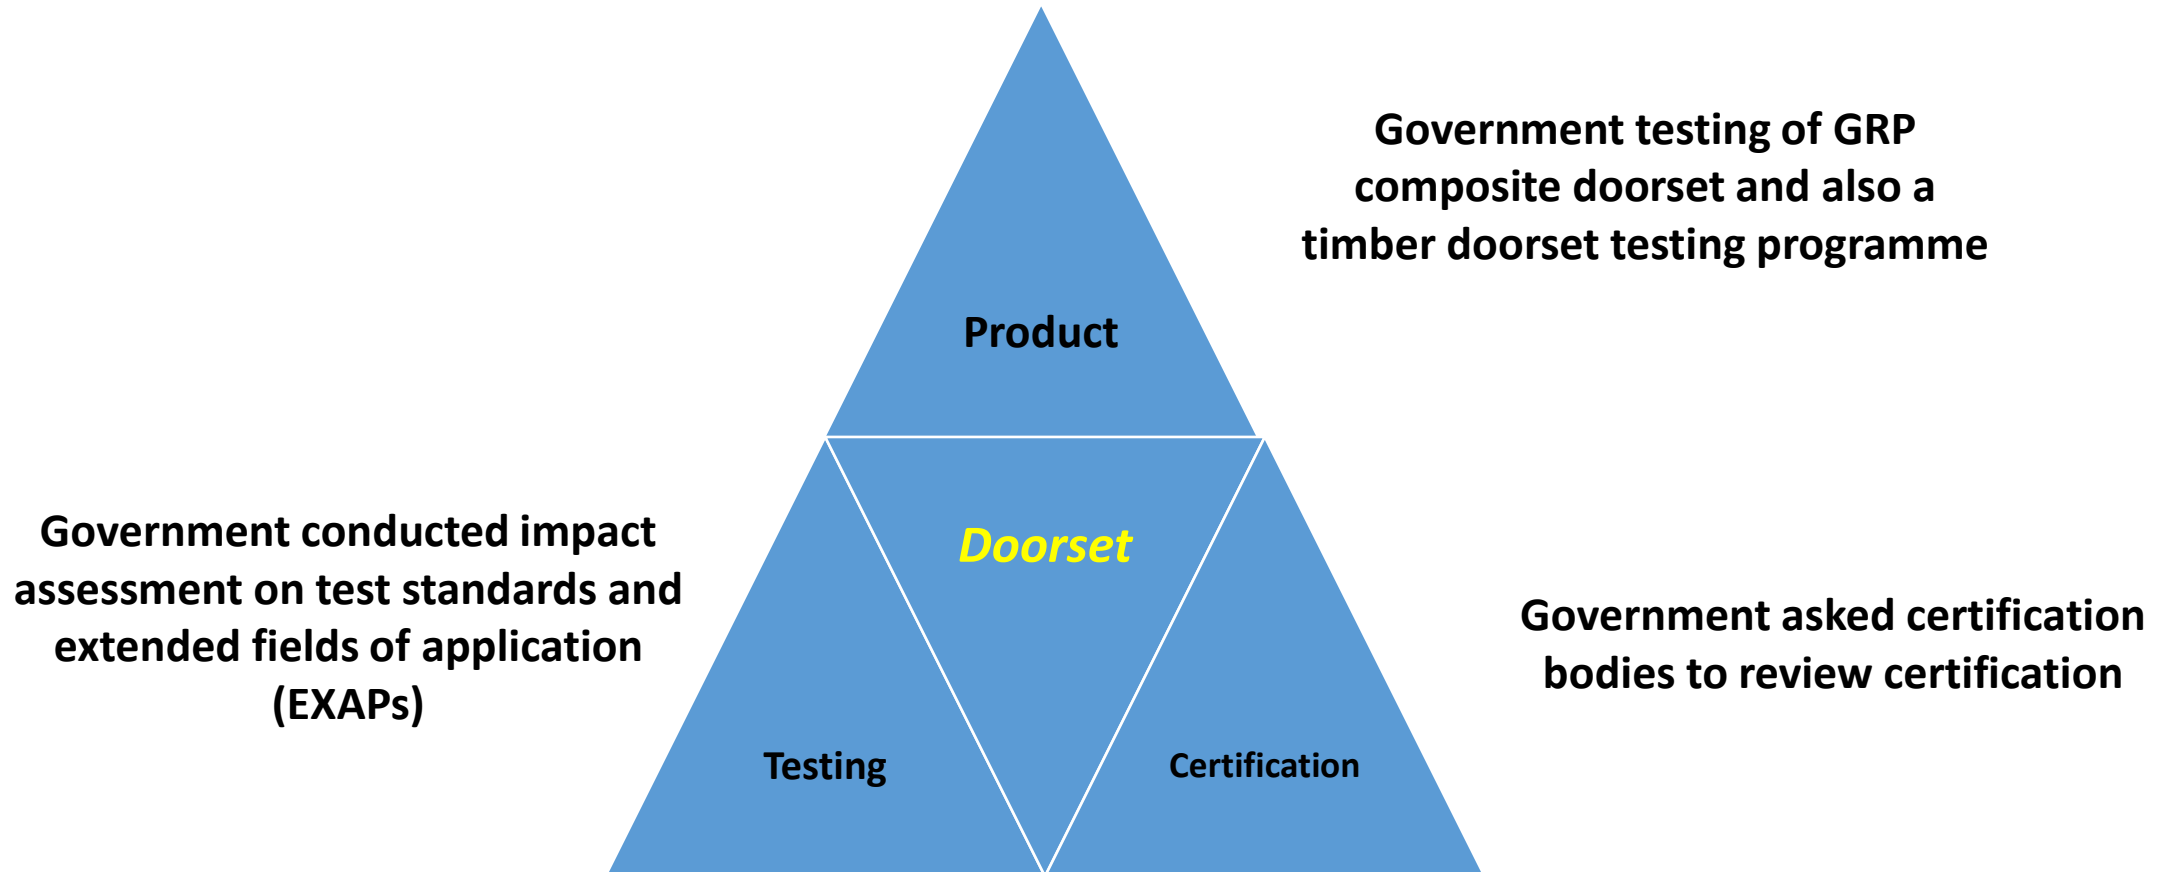 Government testing of GRP
composite doorset and also a
timber doorset testing programme
Product
Government conducted impact
assessment on test standards and
extended fields of application
(EXAPs)
Doorset
Government asked certification
bodies to review certification
Testing
Certification